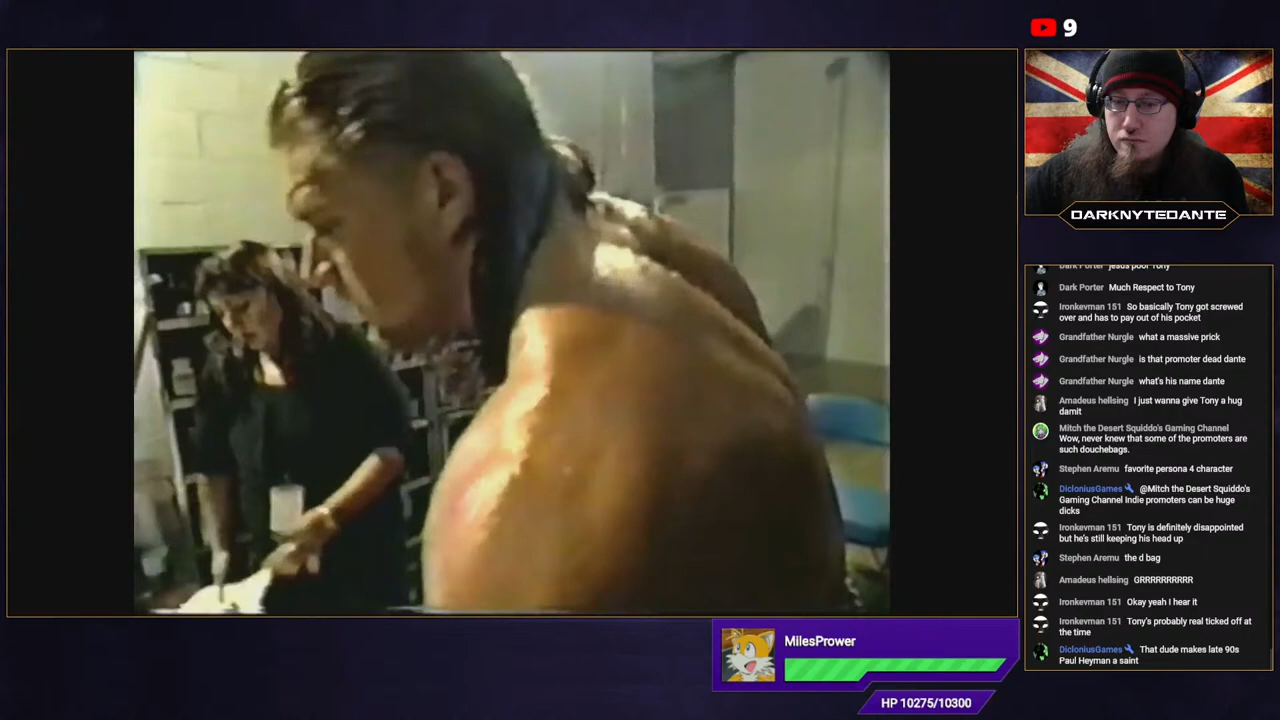 9
DARKNYTEDANTE
Dark Porter jesus poor Tony
Dark Porter Much Respect to Tony
Ironkevman 151 So basically Tony got screwed
over and has to pay out of his pocket
Grandfather Nurgle what a massive prick
Grandfather Nurgle is that promoter dead dante
Grandfather Nurgle what's his name dante
Amadeus hellsing I just wanna give Tony a hug
damit
Mitch the Desert Squiddo's Gaming Channel
Wow, never knew that some of the promoters are
such douchebags.
Stephen Aremu favorite persona 4 character
DicloniusGames @Mitch the Desert Squiddo's
Gaming Channel Indie promoters can be huge
dicks
Ironkevman 151 Tony is definitely disappointed
but he's still keeping his head up
Stephen Aremu the d bag
Amadeus hellsing GRRRRRRRRRR
Ironkevman 151 Okay yeah I hear it
Ironkevman 151 Tony's probably real ticked off at
the time
DicloniusGames That dude makes late 90s
Paul Heyman a saint
MilesPrower
HP 10275/10300